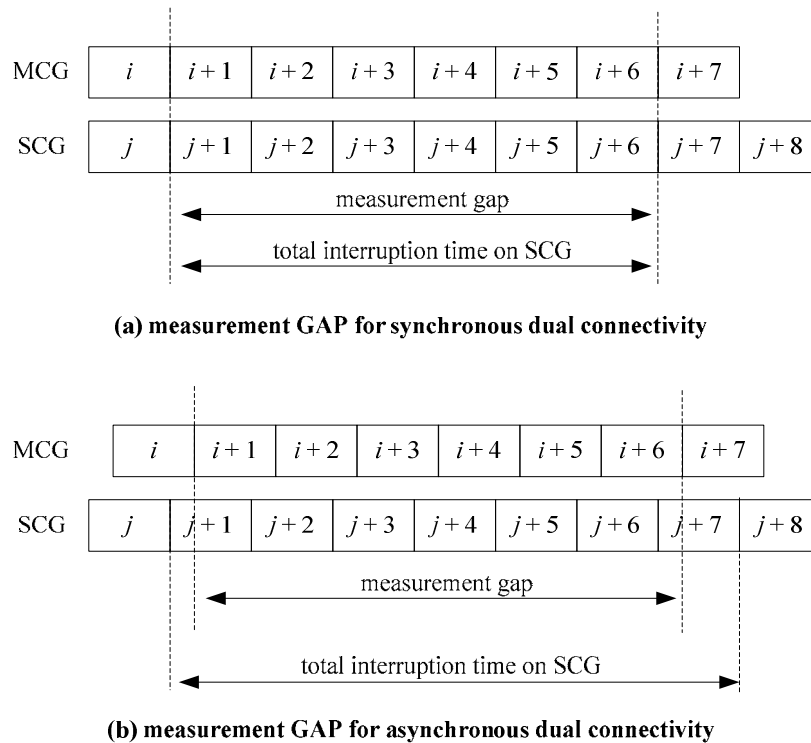 MCG i i + 1 i + 2 i + 3 i + 4 i + 5 i + 6 i + 7
SCG j j + 1 j + 2 j + 3 j + 4 j + 5 j + 6 j + 7 j + 8
measurement gap
total interruption time on SCG
(a) measurement GAP for synchronous dual connectivity
MCG i i + 1 i + 2 i + 3 i + 4 i + 5 i + 6 i + 7
SCG j j + 1 j + 2 j + 3 j + 4 j + 5 j + 6 j + 7 j + 8
measurement gap
total interruption time on SCG
(b) measurement GAP for asynchronous dual connectivity